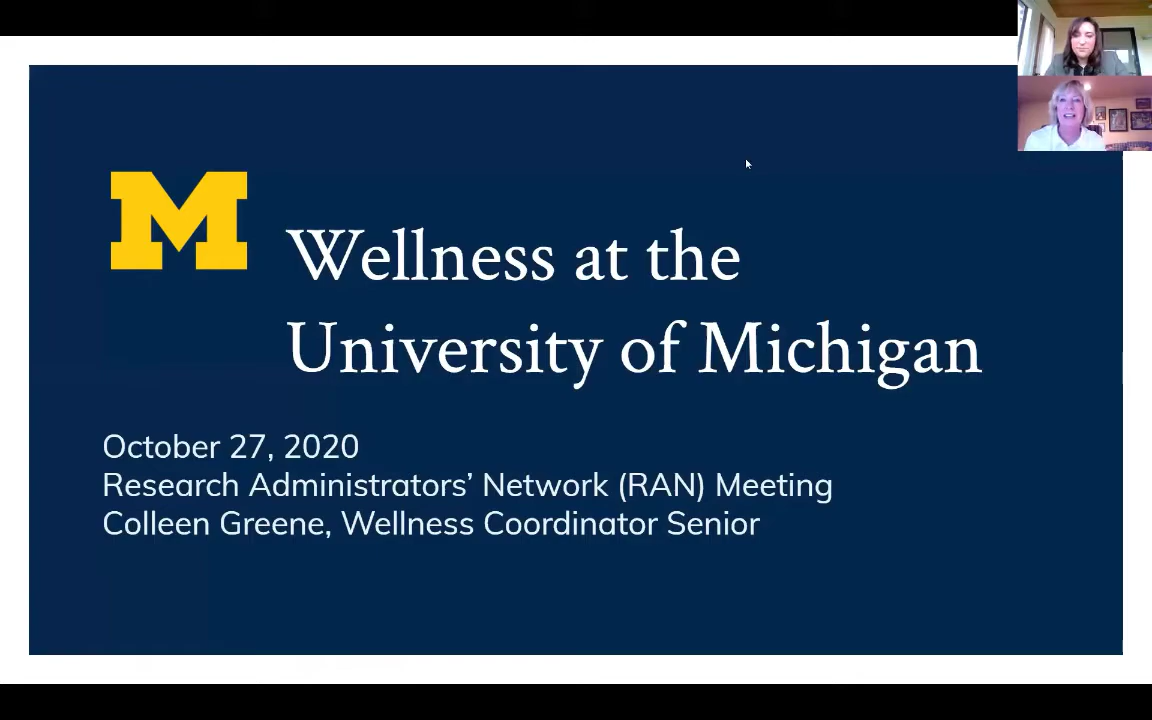 M
Wellness at the
University of Michigan
October 27, 2020
Research Administrators’ Network (RAN) Meeting
Colleen Greene, Wellness Coordinator Senior